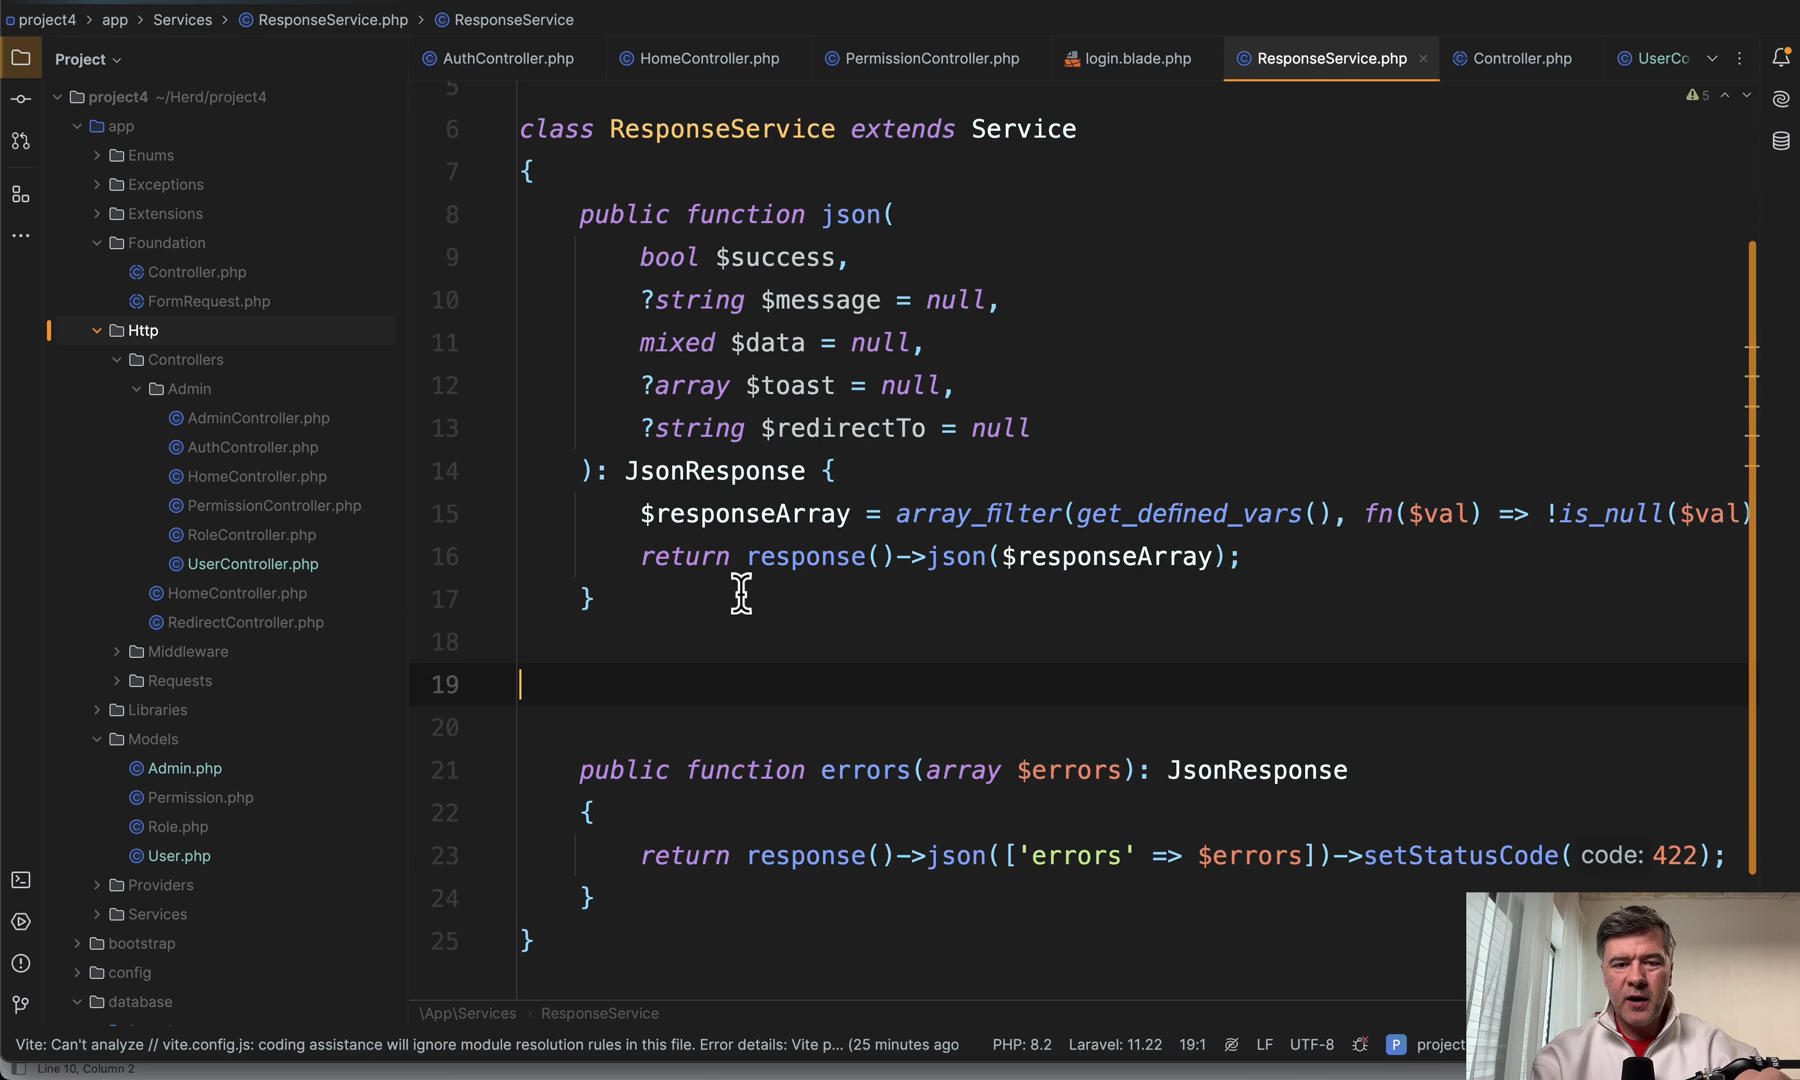 project4 > app > Services > ResponseService.php > ResponseService
Project
AuthController.php
HomeController.php
PermissionController.php
login.blade.php
ResponseService.php
Controller.php
UserCo
project4 ~/Herd/project4
app
Enums
Exceptions
Extensions
Foundation
Controller.php
FormRequest.php
Http
Controllers
Admin
AdminController.php
AuthController.php
HomeController.php
PermissionController.php
RoleController.php
UserController.php
HomeController.php
RedirectController.php
Middleware
Requests
Libraries
Models
Admin.php
Permission.php
Role.php
User.php
Providers
Services
bootstrap
config
database
5
5
6 class ResponseService extends Service
7 {
8 public function json(
9 bool $success,
10 ?string $message = null,
11 mixed $data = null,
12 ?array $toast = null,
13 ?string $redirectTo = null
14 ): JsonResponse {
15 $responseArray = array_filter(get_defined_vars(), fn($val) => !is_null($val)
16 return response()->json($responseArray);
17 }
18
19
20
21 public function errors(array $errors): JsonResponse
22 {
23 return response()->json(['errors' => $errors])->setStatusCode( code: 422);
24 }
25 }
\App\Services > ResponseService
Vite: Can't analyze // vite.config.js: coding assistance will ignore module resolution rules in this file. Error details: Vite p... (25 minutes ago
PHP: 8.2
Laravel: 11.22
19:1
LF
UTF-8
P project
Line 10, Column 2